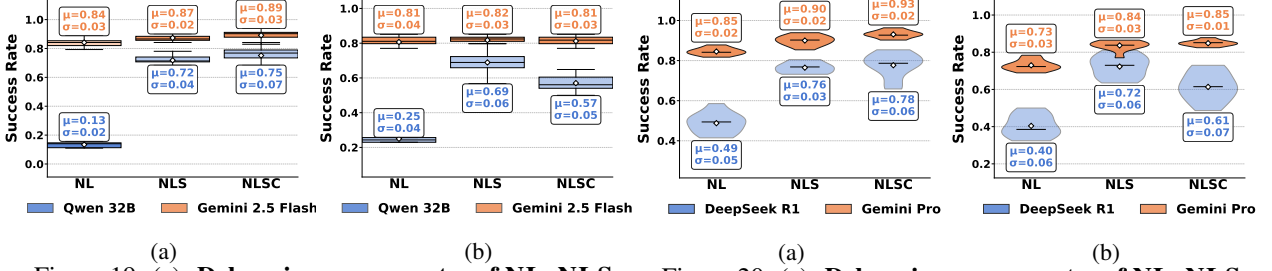 μ=0.84
σ=0.03
μ=0.87
σ=0.02
μ=0.89
σ=0.03
1.0
0.8
0.6
0.4
0.2
0.0
Success Rate
μ=0.72
σ=0.04
μ=0.75
σ=0.07
μ=0.13
σ=0.02
NL NLS NLSC
Qwen 32B Gemini 2.5 Flash
(a)
μ=0.81
σ=0.04
μ=0.82
σ=0.03
μ=0.81
σ=0.03
1.0
0.8
0.6
0.4
0.2
Success Rate
μ=0.25
σ=0.04
μ=0.69
σ=0.06
μ=0.57
σ=0.05
NL NLS NLSC
Qwen 32B Gemini 2.5 Flash
(b)
μ=0.85
σ=0.02
μ=0.90
σ=0.02
μ=0.93
σ=0.02
1.0
0.8
0.6
0.4
Success Rate
μ=0.49
σ=0.05
μ=0.76
σ=0.03
μ=0.78
σ=0.06
NL NLS NLSC
DeepSeek R1 Gemini Pro
(a)
μ=0.73
σ=0.03
μ=0.84
σ=0.03
μ=0.85
σ=0.01
1.0
0.8
0.6
0.4
0.2
Success Rate
μ=0.40
σ=0.06
μ=0.72
σ=0.06
μ=0.61
σ=0.07
NL NLS NLSC
DeepSeek R1 Gemini Pro
(b)